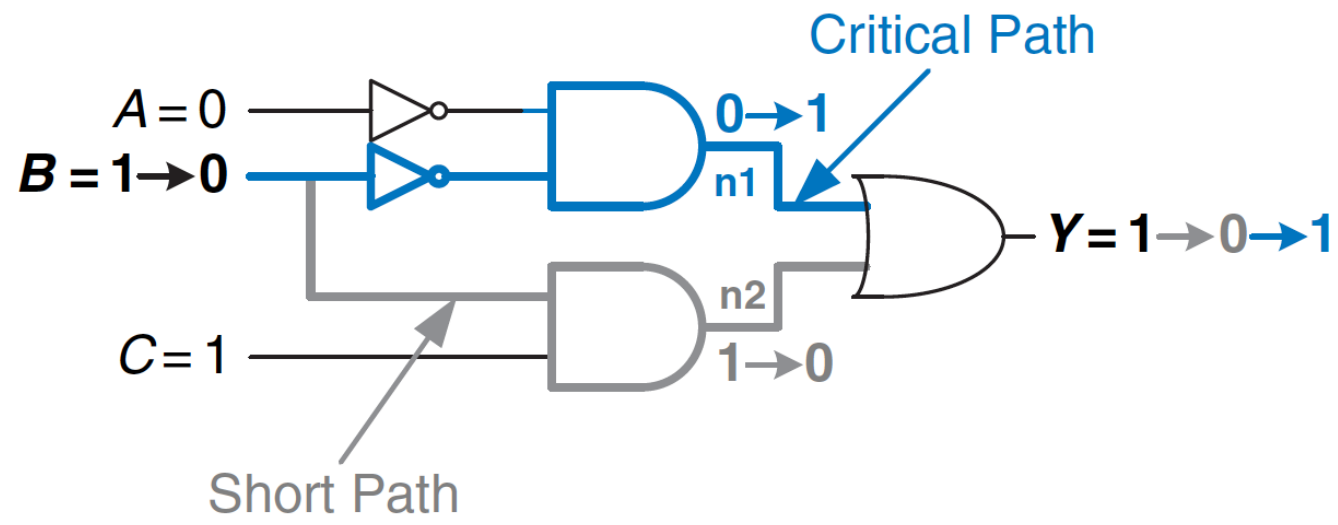 Critical Path
A = 0
0→1
B = 1→0
n1
Y = 1→0→1
n2
C = 1
1→0
Short Path